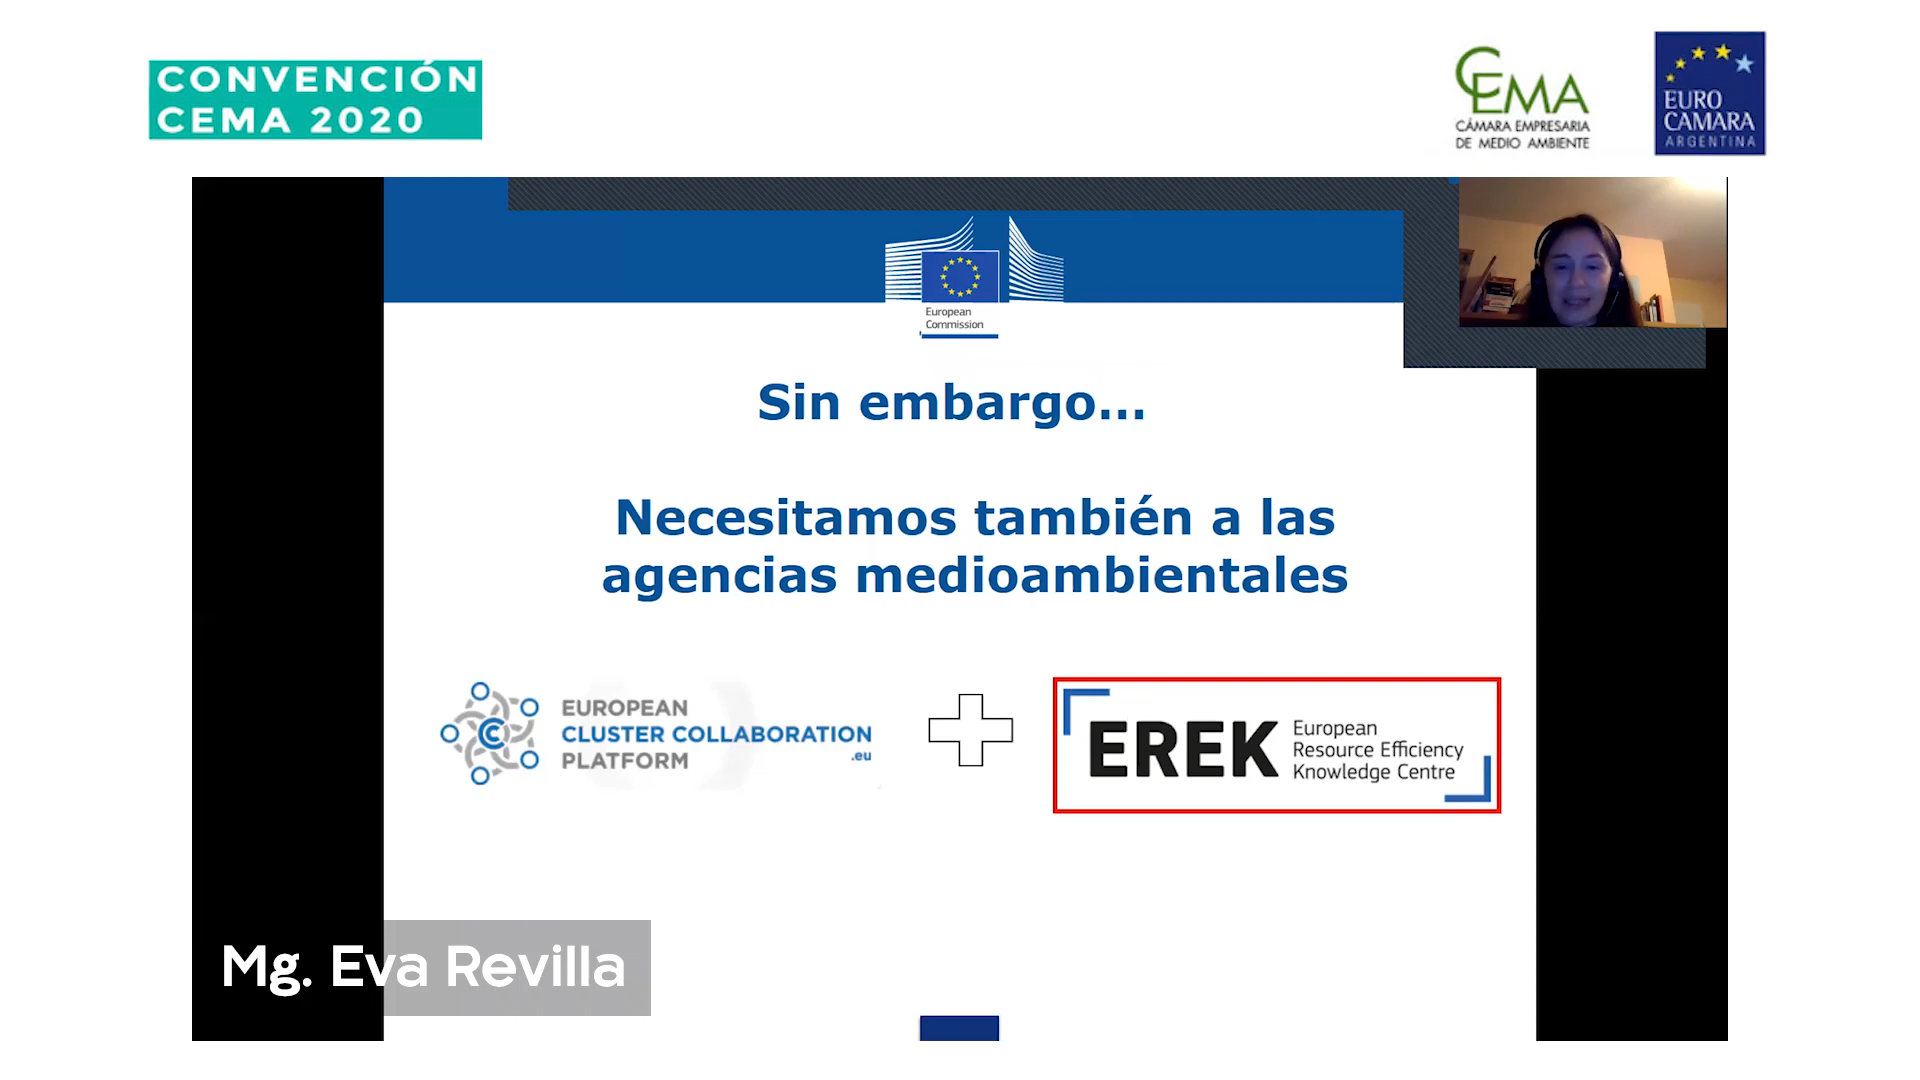 CONVENCIÓN
CEMA 2020
CEMA
CÁMARA EMPRESARIA
DE MEDIO AMBIENTE
EURO
CAMARA
ARGENTINA
European
Commission
Sin embargo...
Necesitamos también a las
agencias medioambientales
EUROPEAN
CLUSTER COLLABORATION
.eu
PLATFORM
EREK
European
Resource Efficiency
Knowledge Centre
Mg. Eva Revilla